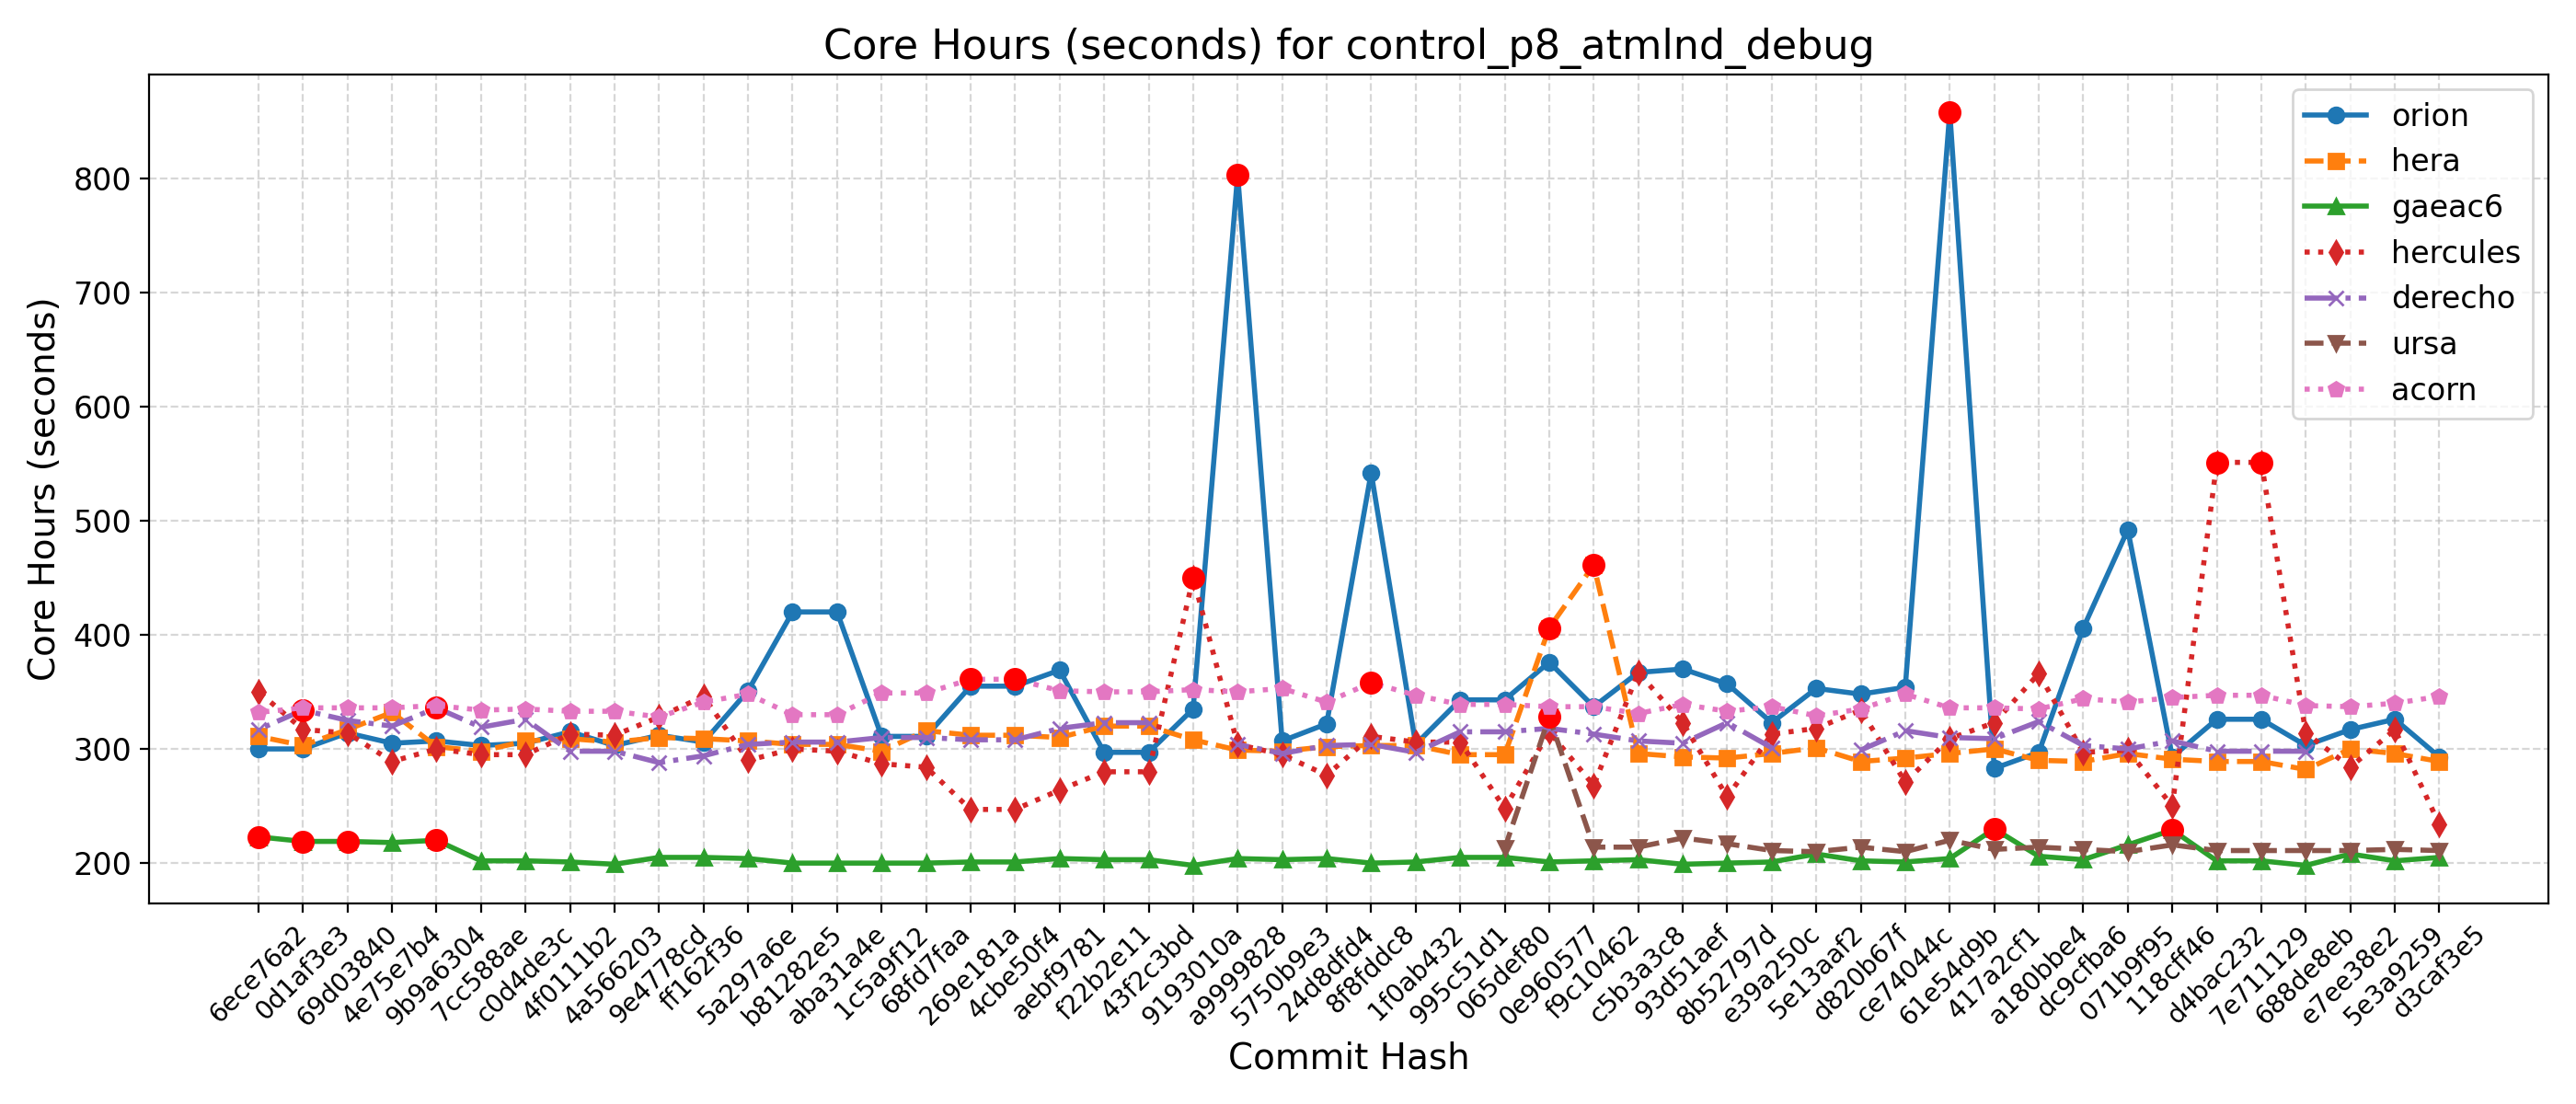 Core Hours (seconds) for control_p8_atmlnd_debug
Core Hours (seconds)
800
700
600
500
400
300
200
orion
hera
gaeac6
hercules
derecho
ursa
acorn
6ece76a2
0d1af3e3
69d03840
4e75e7b4
9b9a6304
7cc588ae
c0d4de3c
4f0111b2
4a566203
9e4778cd
ff162f36
5a297a6e
b81282e5
aba31a4e
1c5a9f12
68fd7faa
269e181a
4cbe50f4
aebf9781
f22b2e11
43f2c3bd
9193010a
a9999828
5750b9e3
24d8dfd4
8f8fddc8
1f0ab432
995c51d1
065def80
0e960577
f9c10462
c5b3a3c8
93d51aef
8b52797d
e39a250c
5e13aaf2
d820b67f
ce74044c
61e54d9b
417a2cf1
a180bbe4
dc9cfba6
071b9f95
118cff46
d4bac232
7e711129
688de8eb
e7ee38e2
5e3a9259
d3caf3e5
Commit Hash